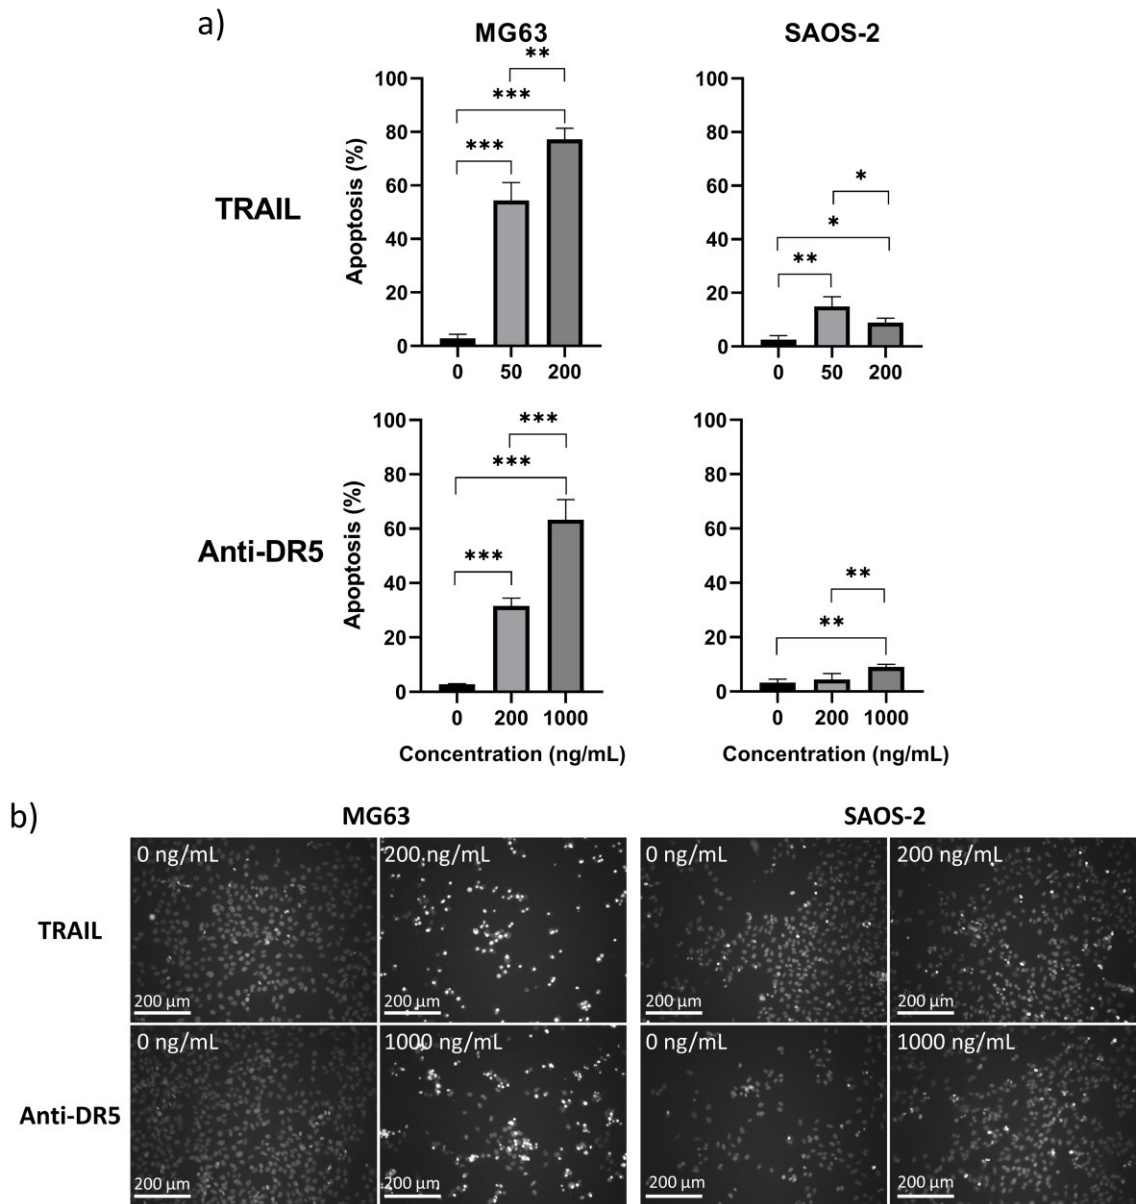 a)
MG63 SAOS-2
TRAIL
Apoptosis (%)
100
80
60
40
20
0
0 50 200
** 
***
***
100
80
60
40
20
0
0 50 200
*
*
**
Anti-DR5
Apoptosis (%)
100
80
60
40
20
0
0 200 1000
***
***
***
Concentration (ng/mL)
100
80
60
40
20
0
0 200 1000
**
**
Concentration (ng/mL)
b)
MG63 SAOS-2
TRAIL
0 ng/mL 200 ng/mL 0 ng/mL 200 ng/mL
200 µm 200 µm 200 µm 200 µm
Anti-DR5
0 ng/mL 1000 ng/mL 0 ng/mL 1000 ng/mL
200 µm 200 µm 200 µm 200 µm